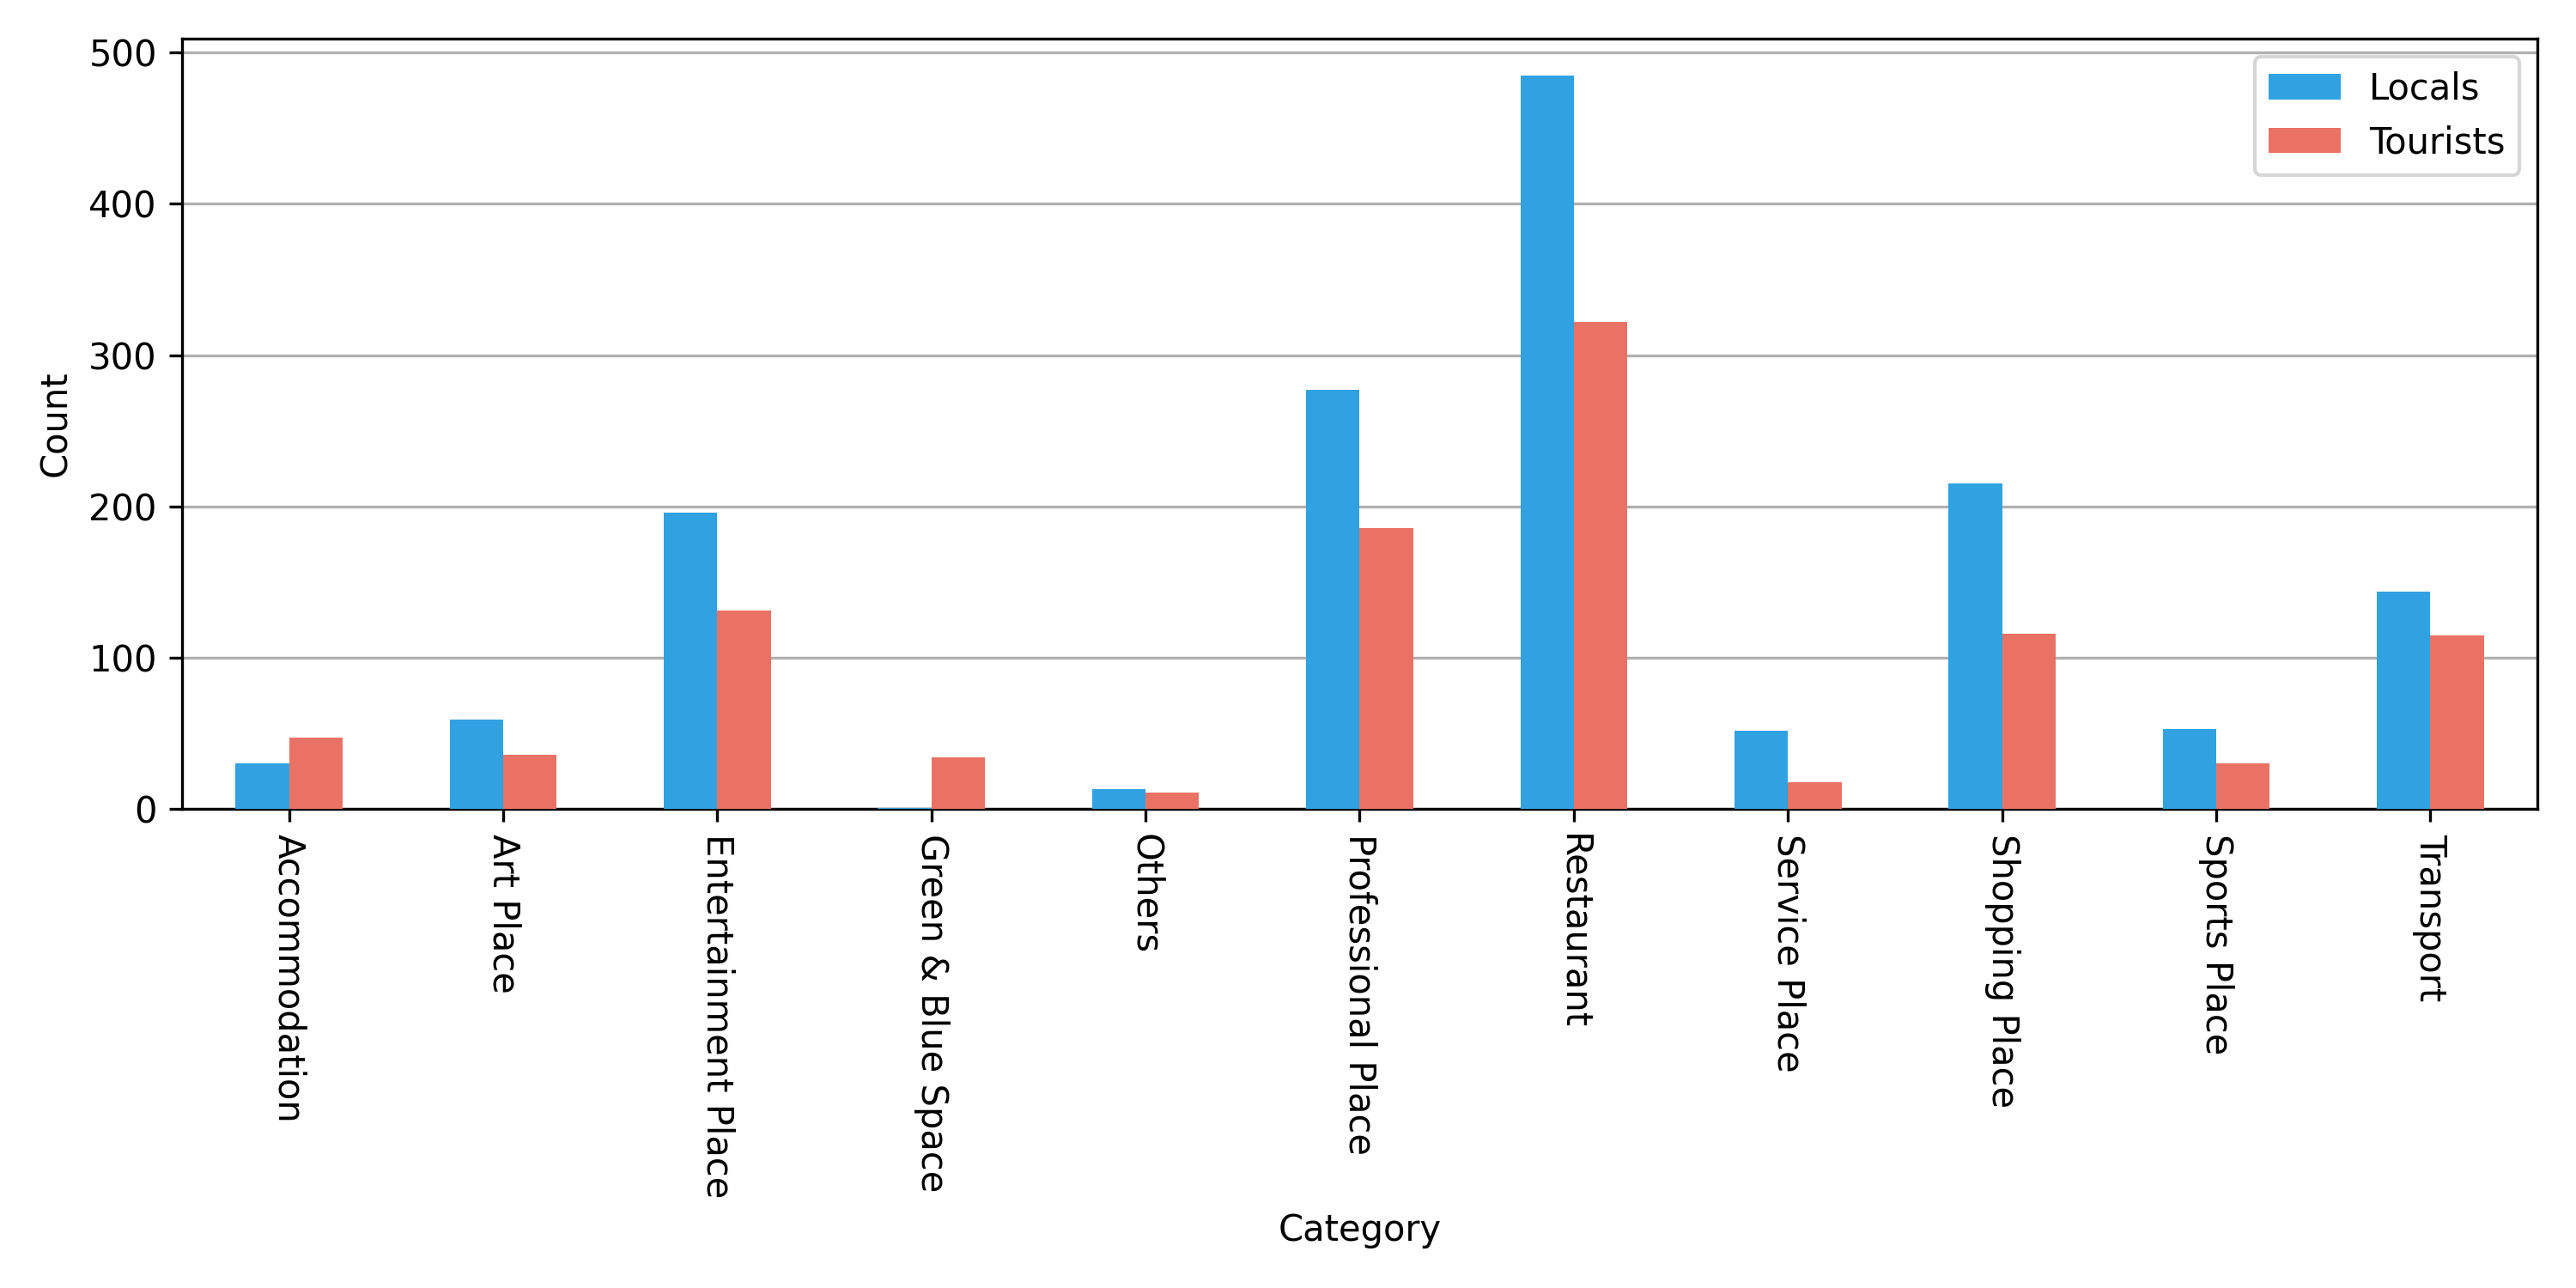 500
400
300
200
100
0
Count
Locals
Tourists
Accommodation
Art Place
Entertainment Place
Green & Blue Space
Others
Professional Place
Restaurant
Service Place
Shopping Place
Sports Place
Transport
Category